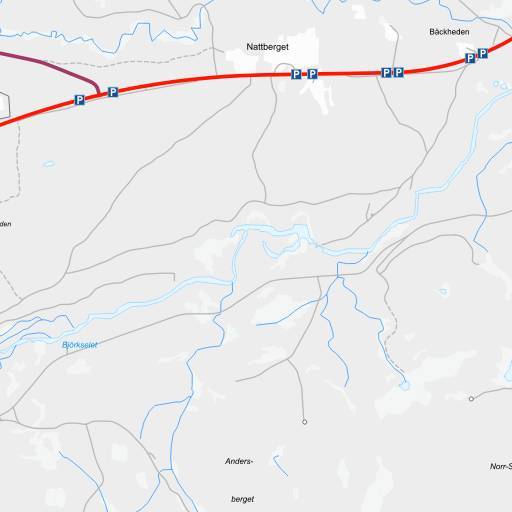 Bäckheden
Nattberget
P P
P P
P P
P P
den
Björkselet
Anders-
berget
Norr-S